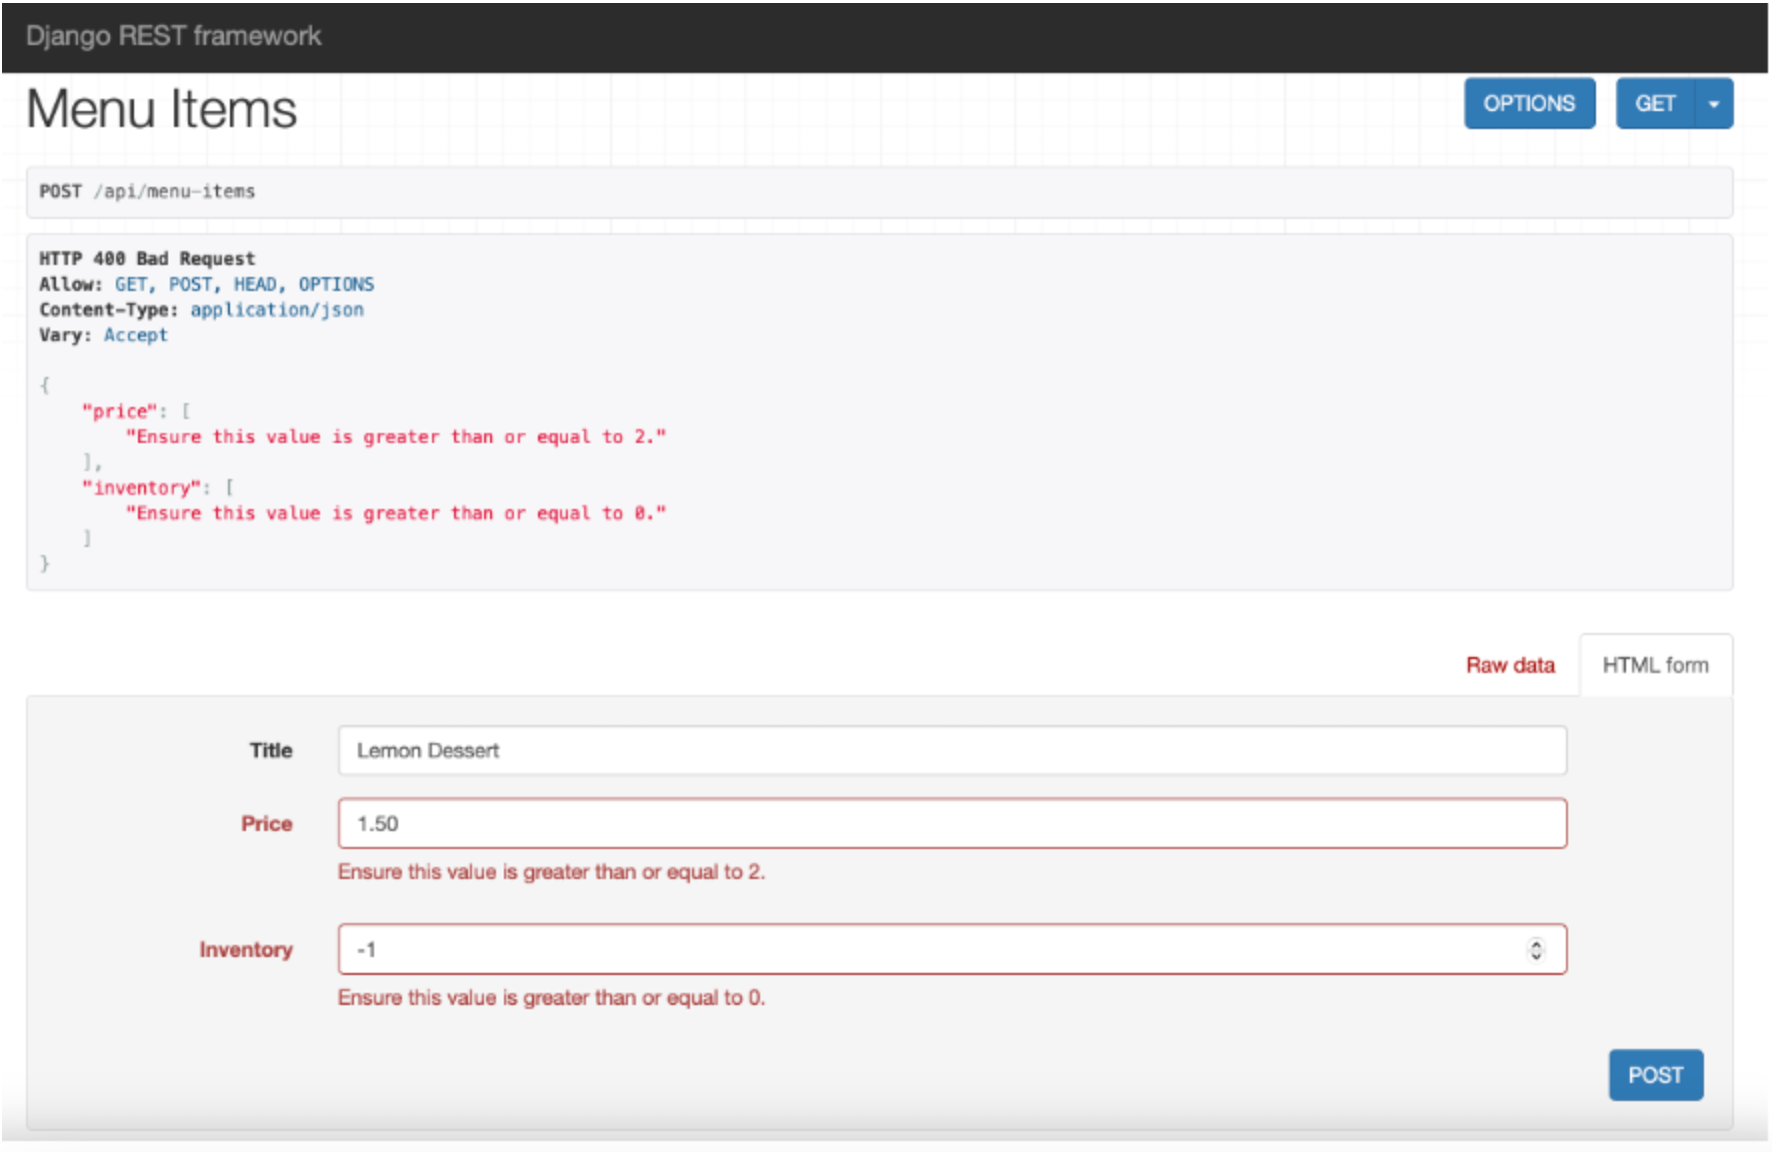 Django REST framework
Menu Items
OPTIONS
GET
POST /api/menu-items
HTTP 400 Bad Request
Allow: GET, POST, HEAD, OPTIONS
Content-Type: application/json
Vary: Accept
{
    "price": [
        "Ensure this value is greater than or equal to 2."
    ],
    "inventory": [
        "Ensure this value is greater than or equal to 0."
    ]
}
Raw data
HTML form
Title
Lemon Dessert
Price
1.50
Ensure this value is greater than or equal to 2.
Inventory
-1
Ensure this value is greater than or equal to 0.
POST